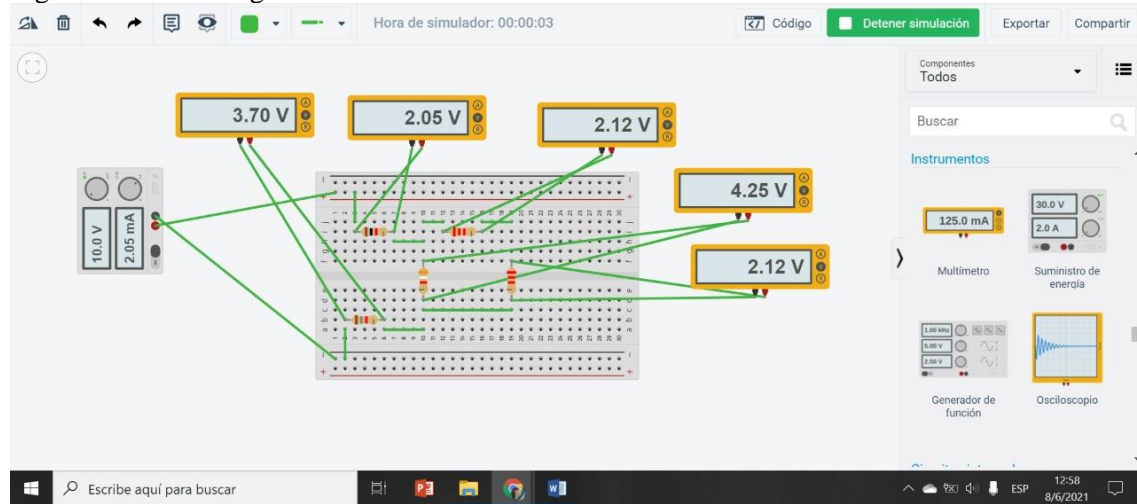 Hora de simulador: 00:00:03
Código
Detener simulación
Exportar
Compartir
Componentes
Todos
Buscar
Instrumentos
3.70 V
2.05 V
2.12 V
4.25 V
2.12 V
10.0 V
2.05 mA
125.0 mA
Multímetro
30.0 V
2.0 A
Suministro de
energía
1.00 kHz
5.00 V
2.50 V
Generador de
función
Osciloscopio
Escribe aquí para buscar
ESP
12:58
8/6/2021